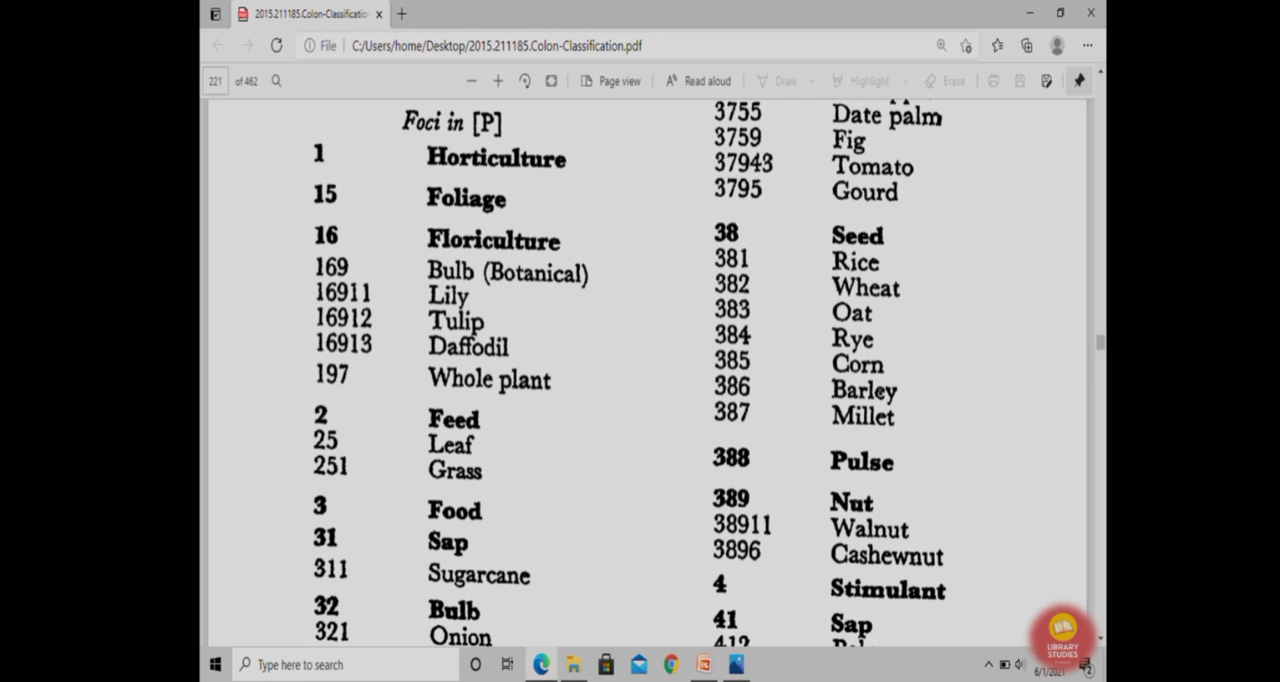 2015.211185.Colon-Classificatio
File
C:/Users/home/Desktop/2015.211185.Colon-Classification.pdf
221 of 462
Page view
Read aloud
Draw
Highlight
Erase
Foci in [P]
1 Horticulture
15 Foliage
16 Floriculture
169 Bulb (Botanical)
16911 Lily
16912 Tulip
16913 Daffodil
197 Whole plant
2 Feed
25 Leaf
251 Grass
3 Food
31 Sap
311 Sugarcane
32 Bulb
321 Onion
3755 Date palm
3759 Fig
37943 Tomato
3795 Gourd
38 Seed
381 Rice
382 Wheat
383 Oat
384 Rye
385 Corn
386 Barley
387 Millet
388 Pulse
389 Nut
38911 Walnut
3896 Cashewnut
4 Stimulant
41 Sap
412
LIBRARY
STUDIES
Type here to search
2